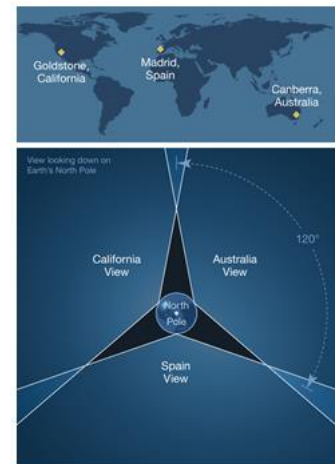 Goldstone,
California
Madrid,
Spain
Canberra,
Australia
View looking down on
Earth's North Pole
120°
California
View
Australia
View
North
Pole
Spain
View